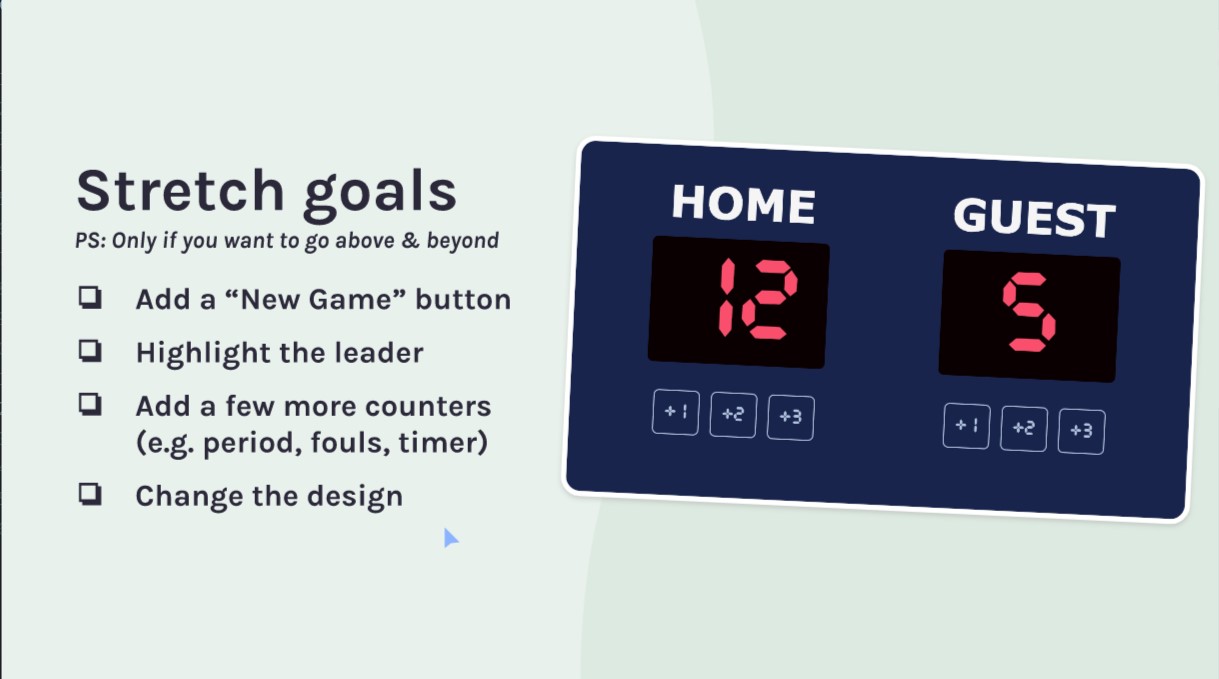 Stretch goals
PS: Only if you want to go above & beyond
Add a “New Game” button
Highlight the leader
Add a few more counters
(e.g. period, fouls, timer)
Change the design
HOME
12
+1 +2 +3
GUEST
5
+1 +2 +3